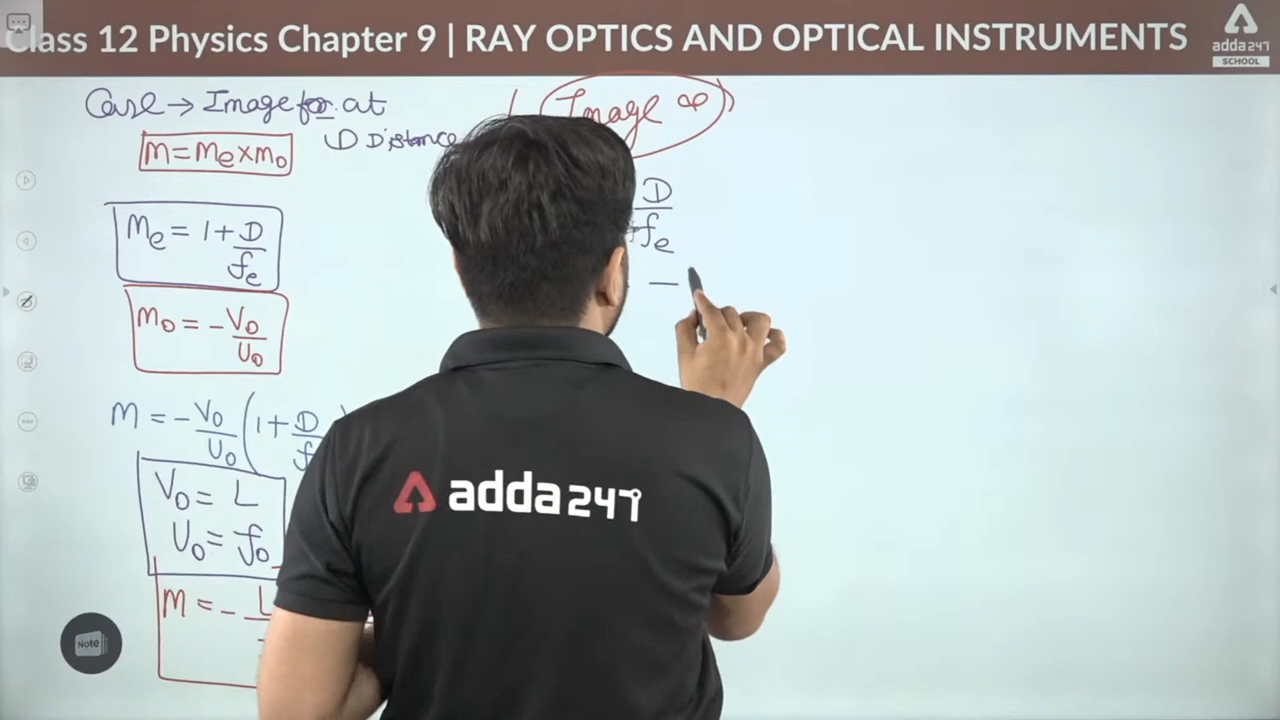 Class 12 Physics Chapter 9 | RAY OPTICS AND OPTICAL INSTRUMENTS
adda247
SCHOOL
Case → Image for at
D Distance
m = me x mo
Me = 1 + D
fe
mo = - Vo
Uo
M = - Vo ( 1 + D
Uo f
Vo = L
Uo = fo
M = - L
Image ∞
D
fe
—
adda247
Note